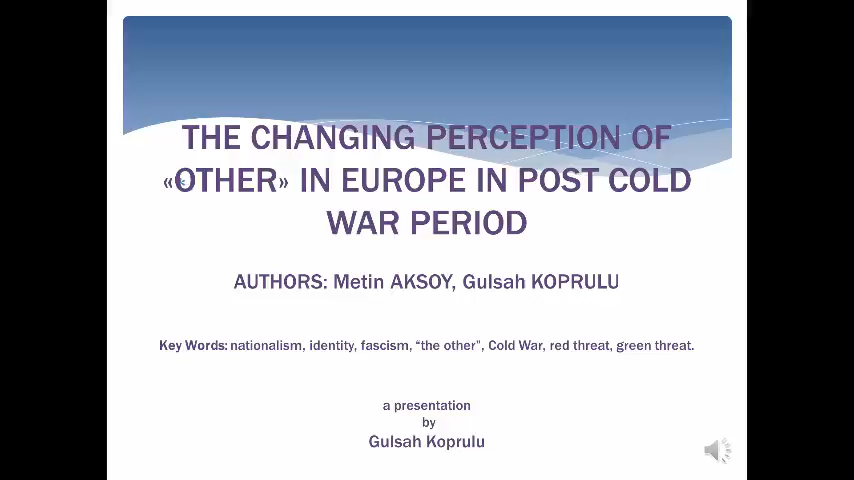 THE CHANGING PERCEPTION OF
«OTHER» IN EUROPE IN POST COLD
WAR PERIOD
AUTHORS: Metin AKSOY, Gulsah KOPRULU
Key Words: nationalism, identity, fascism, “the other”, Cold War, red threat, green threat.
a presentation
by
Gulsah Koprulu